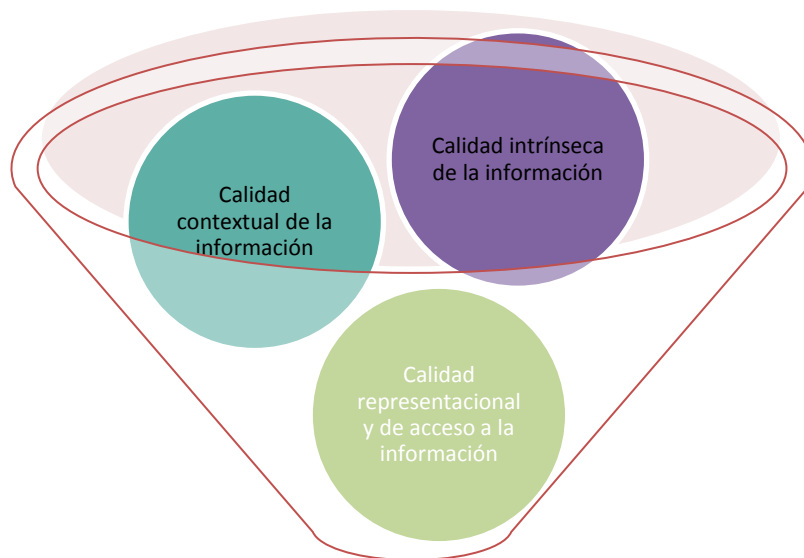 Calidad intrínseca
de la información
Calidad
contextual de la
información
Calidad
representacional
y de acceso a la
información